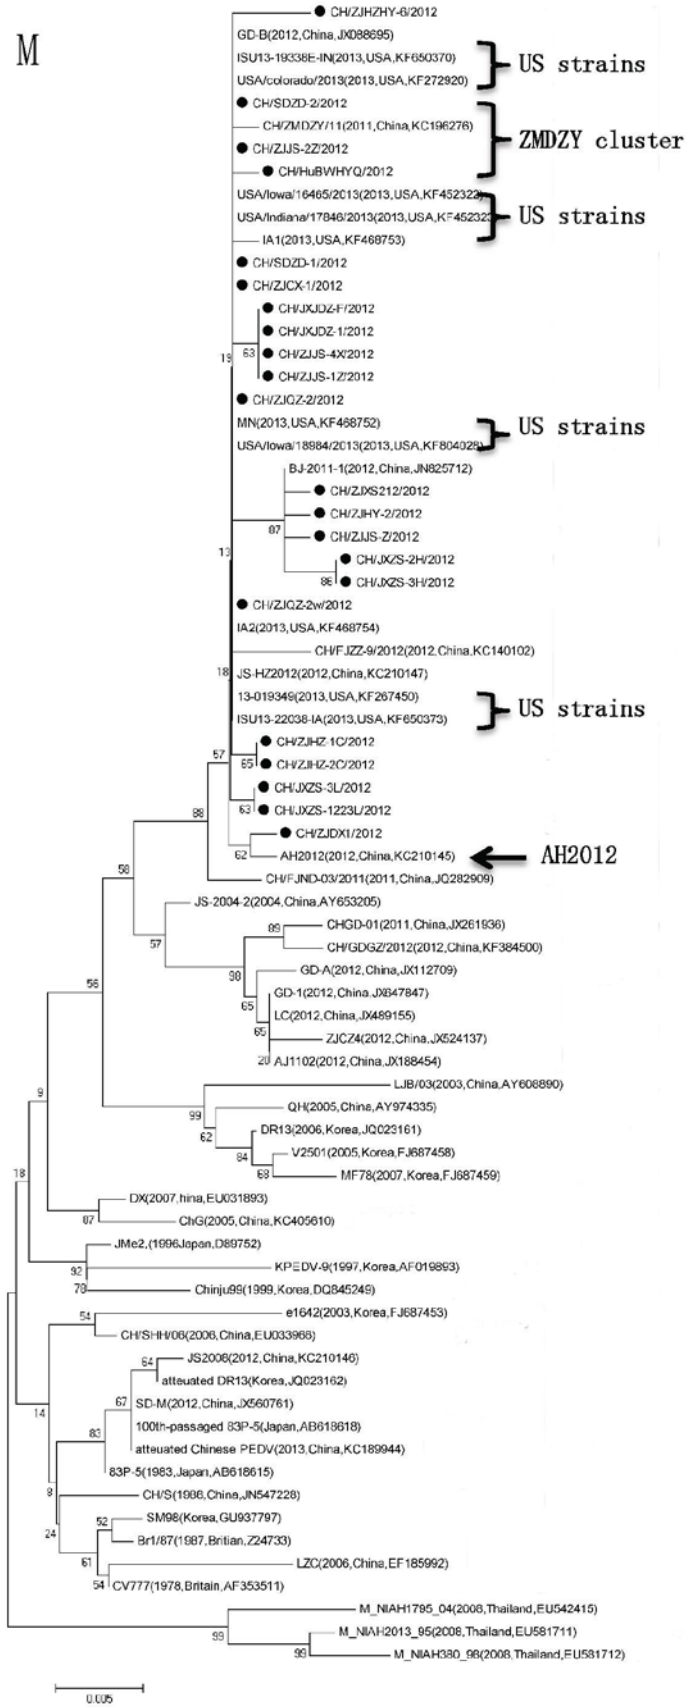 M
CH/ZJHZHY-6/2012
GD-B(2012,China,JX088695)
ISU13-19338E-IN(2013,USA,KF650370)
USA/colorado/2013(2013,USA,KF272920)
US strains
CH/SDZD-2/2012
CH/ZMDZY/11(2011,China,KC196276)
CH/ZJJS-2Z/2012
CH/HuBWHYQ/2012
ZMDZY cluster
USA/Iowa/16465/2013(2013,USA,KF452322)
USA/Indiana/17846/2013(2013,USA,KF452323
IA1(2013,USA,KF468753)
US strains
CH/SDZD-1/2012
CH/ZJCX-1/2012
CH/JXJDZ-F/2012
CH/JXJDZ-1/2012
CH/ZJJS-4X/2012
CH/ZJJS-1Z/2012
63
19
CH/ZJQZ-2/2012
MN(2013,USA,KF468752)
USA/Iowa/18984/2013(2013,USA,KF804028)
US strains
BJ-2011-1(2012,China,JN825712)
CH/ZJXS212/2012
CH/ZJHY-2/2012
CH/ZJJS-Z/2012
87
CH/JXZS-2H/2012
CH/JXZS-3H/2012
86
13
CH/ZJQZ-2w/2012
IA2(2013,USA,KF468754)
CH/FJZZ-9/2012(2012,China,KC140102)
JS-HZ2012(2012,China,KC210147)
18
13-019349(2013,USA,KF267450)
ISU13-22038-IA(2013,USA,KF650373)
US strains
CH/ZJHZ-1C/2012
CH/ZJHZ-2C/2012
65
57
CH/JXZS-3L/2012
CH/JXZS-1223L/2012
63
88
CH/ZJDX1/2012
AH2012(2012,China,KC210145)
62
AH2012
CH/FJND-03/2011(2011,China,JQ282909)
58
JS-2004-2(2004,China,AY653205)
57
CHGD-01(2011,China,JX261936)
89
CH/GDGZ/2012(2012,China,KF384500)
98
GD-A(2012,China,JX112709)
65
GD-1(2012,China,JX647847)
LC(2012,China,JX489155)
65
ZJCZ4(2012,China,JX524137)
20
AJ1102(2012,China,JX188454)
56
LJB/03(2003,China,AY608890)
99
QH(2005,China,AY974335)
62
DR13(2006,Korea,JQ023161)
84
V2501(2005,Korea,FJ687458)
68
MF78(2007,Korea,FJ687459)
9
18
DX(2007,hina,EU031893)
87
ChG(2005,China,KC405610)
JMe2,(1996Japan,D89752)
92
KPEDV-9(1997,Korea,AF019893)
78
Chinju99(1999,Korea,DQ845249)
54
e1642(2003,Korea,FJ687453)
CH/SHH/06(2006,China,EU033966)
14
64
JS2008(2012,China,KC210146)
atteuated DR13(Korea,JQ023162)
67
SD-M(2012,China,JX560761)
100th-passaged 83P-5(Japan,AB618618)
83
atteuated Chinese PEDV(2013,China,KC189944)
83P-5(1983,Japan,AB618615)
8
CH/S(1986,China,JN547228)
24
52
SM98(Korea,GU937797)
Br1/87(1987,Britian,Z24733)
61
LZC(2006,China,EF185992)
54
CV777(1978,Britain,AF353511)
M_NIAH1795_04(2008,Thailand,EU542415)
99
M_NIAH2013_95(2008,Thailand,EU581711)
99
M_NIAH380_98(2008,Thailand,EU581712)
0.005